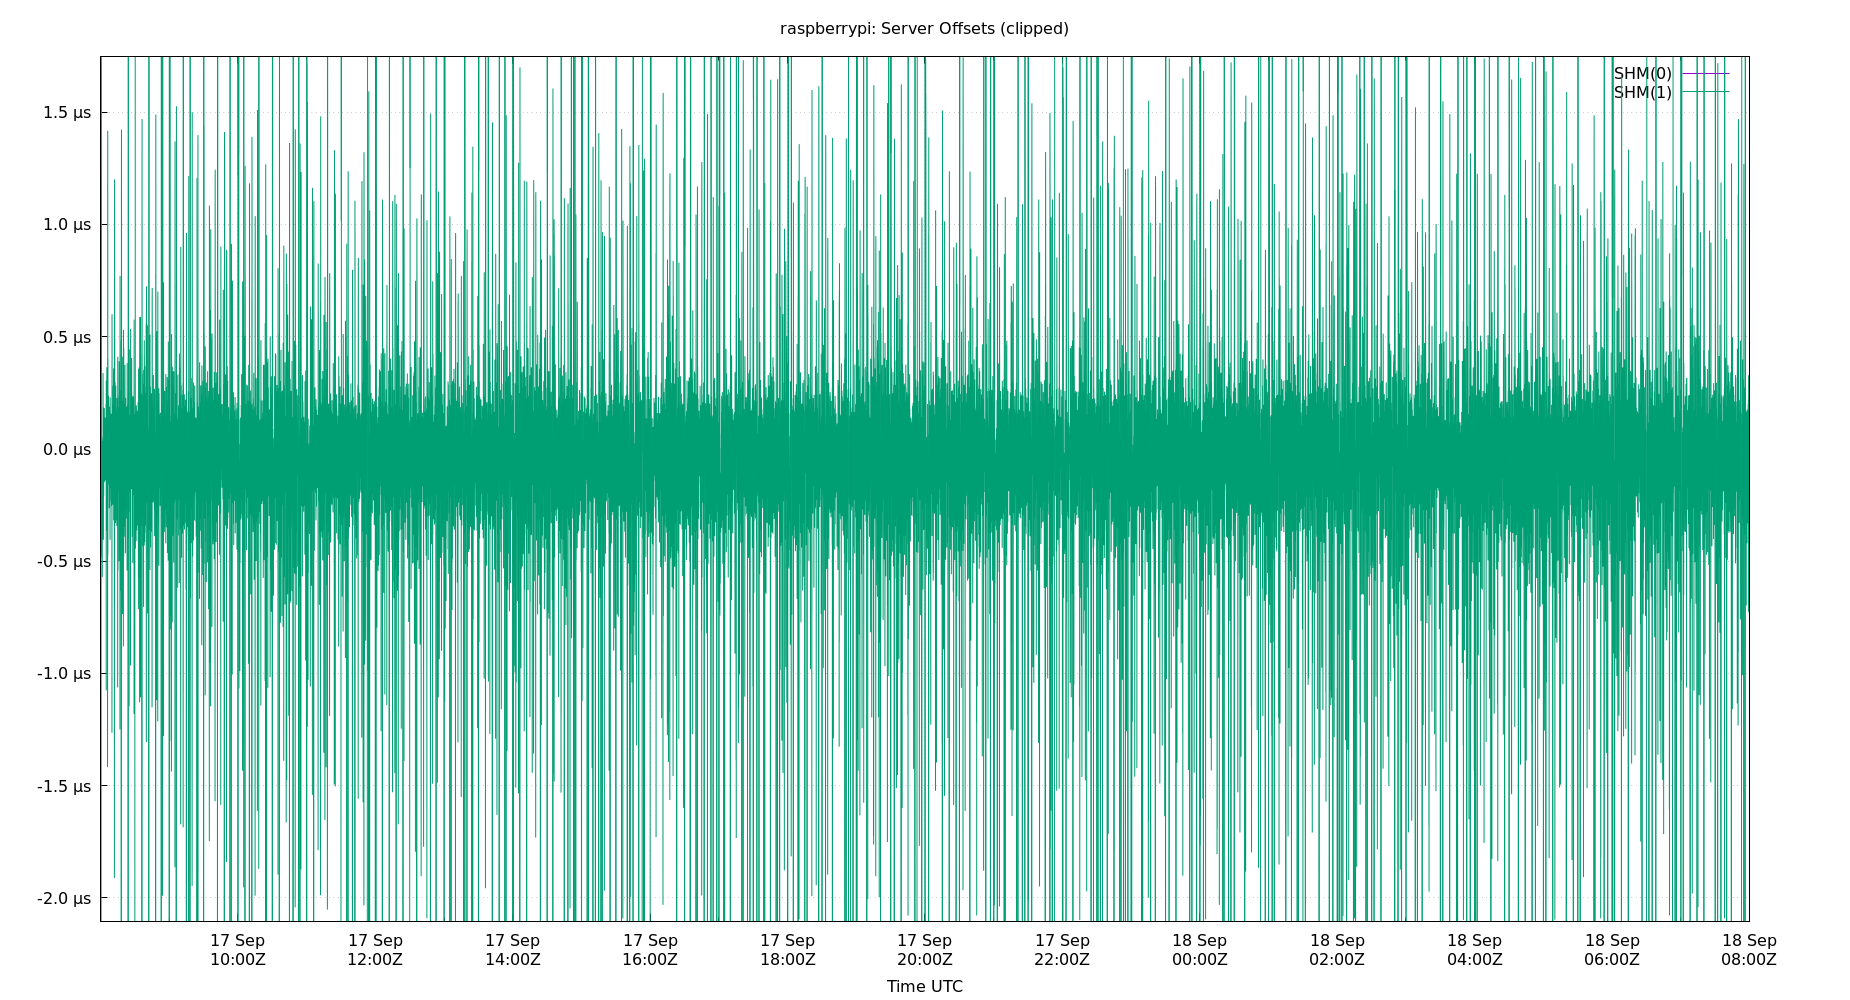 raspberrypi: Server Offsets (clipped)
SHM(0)
SHM(1)
1.5 µs
1.0 µs
0.5 µs
0.0 µs
-0.5 µs
-1.0 µs
-1.5 µs
-2.0 µs
17 Sep 17 Sep 17 Sep 17 Sep 17 Sep 17 Sep 17 Sep 18 Sep 18 Sep 18 Sep 18 Sep 18 Sep
10:00Z 12:00Z 14:00Z 16:00Z 18:00Z 20:00Z 22:00Z 00:00Z 02:00Z 04:00Z 06:00Z 08:00Z
Time UTC